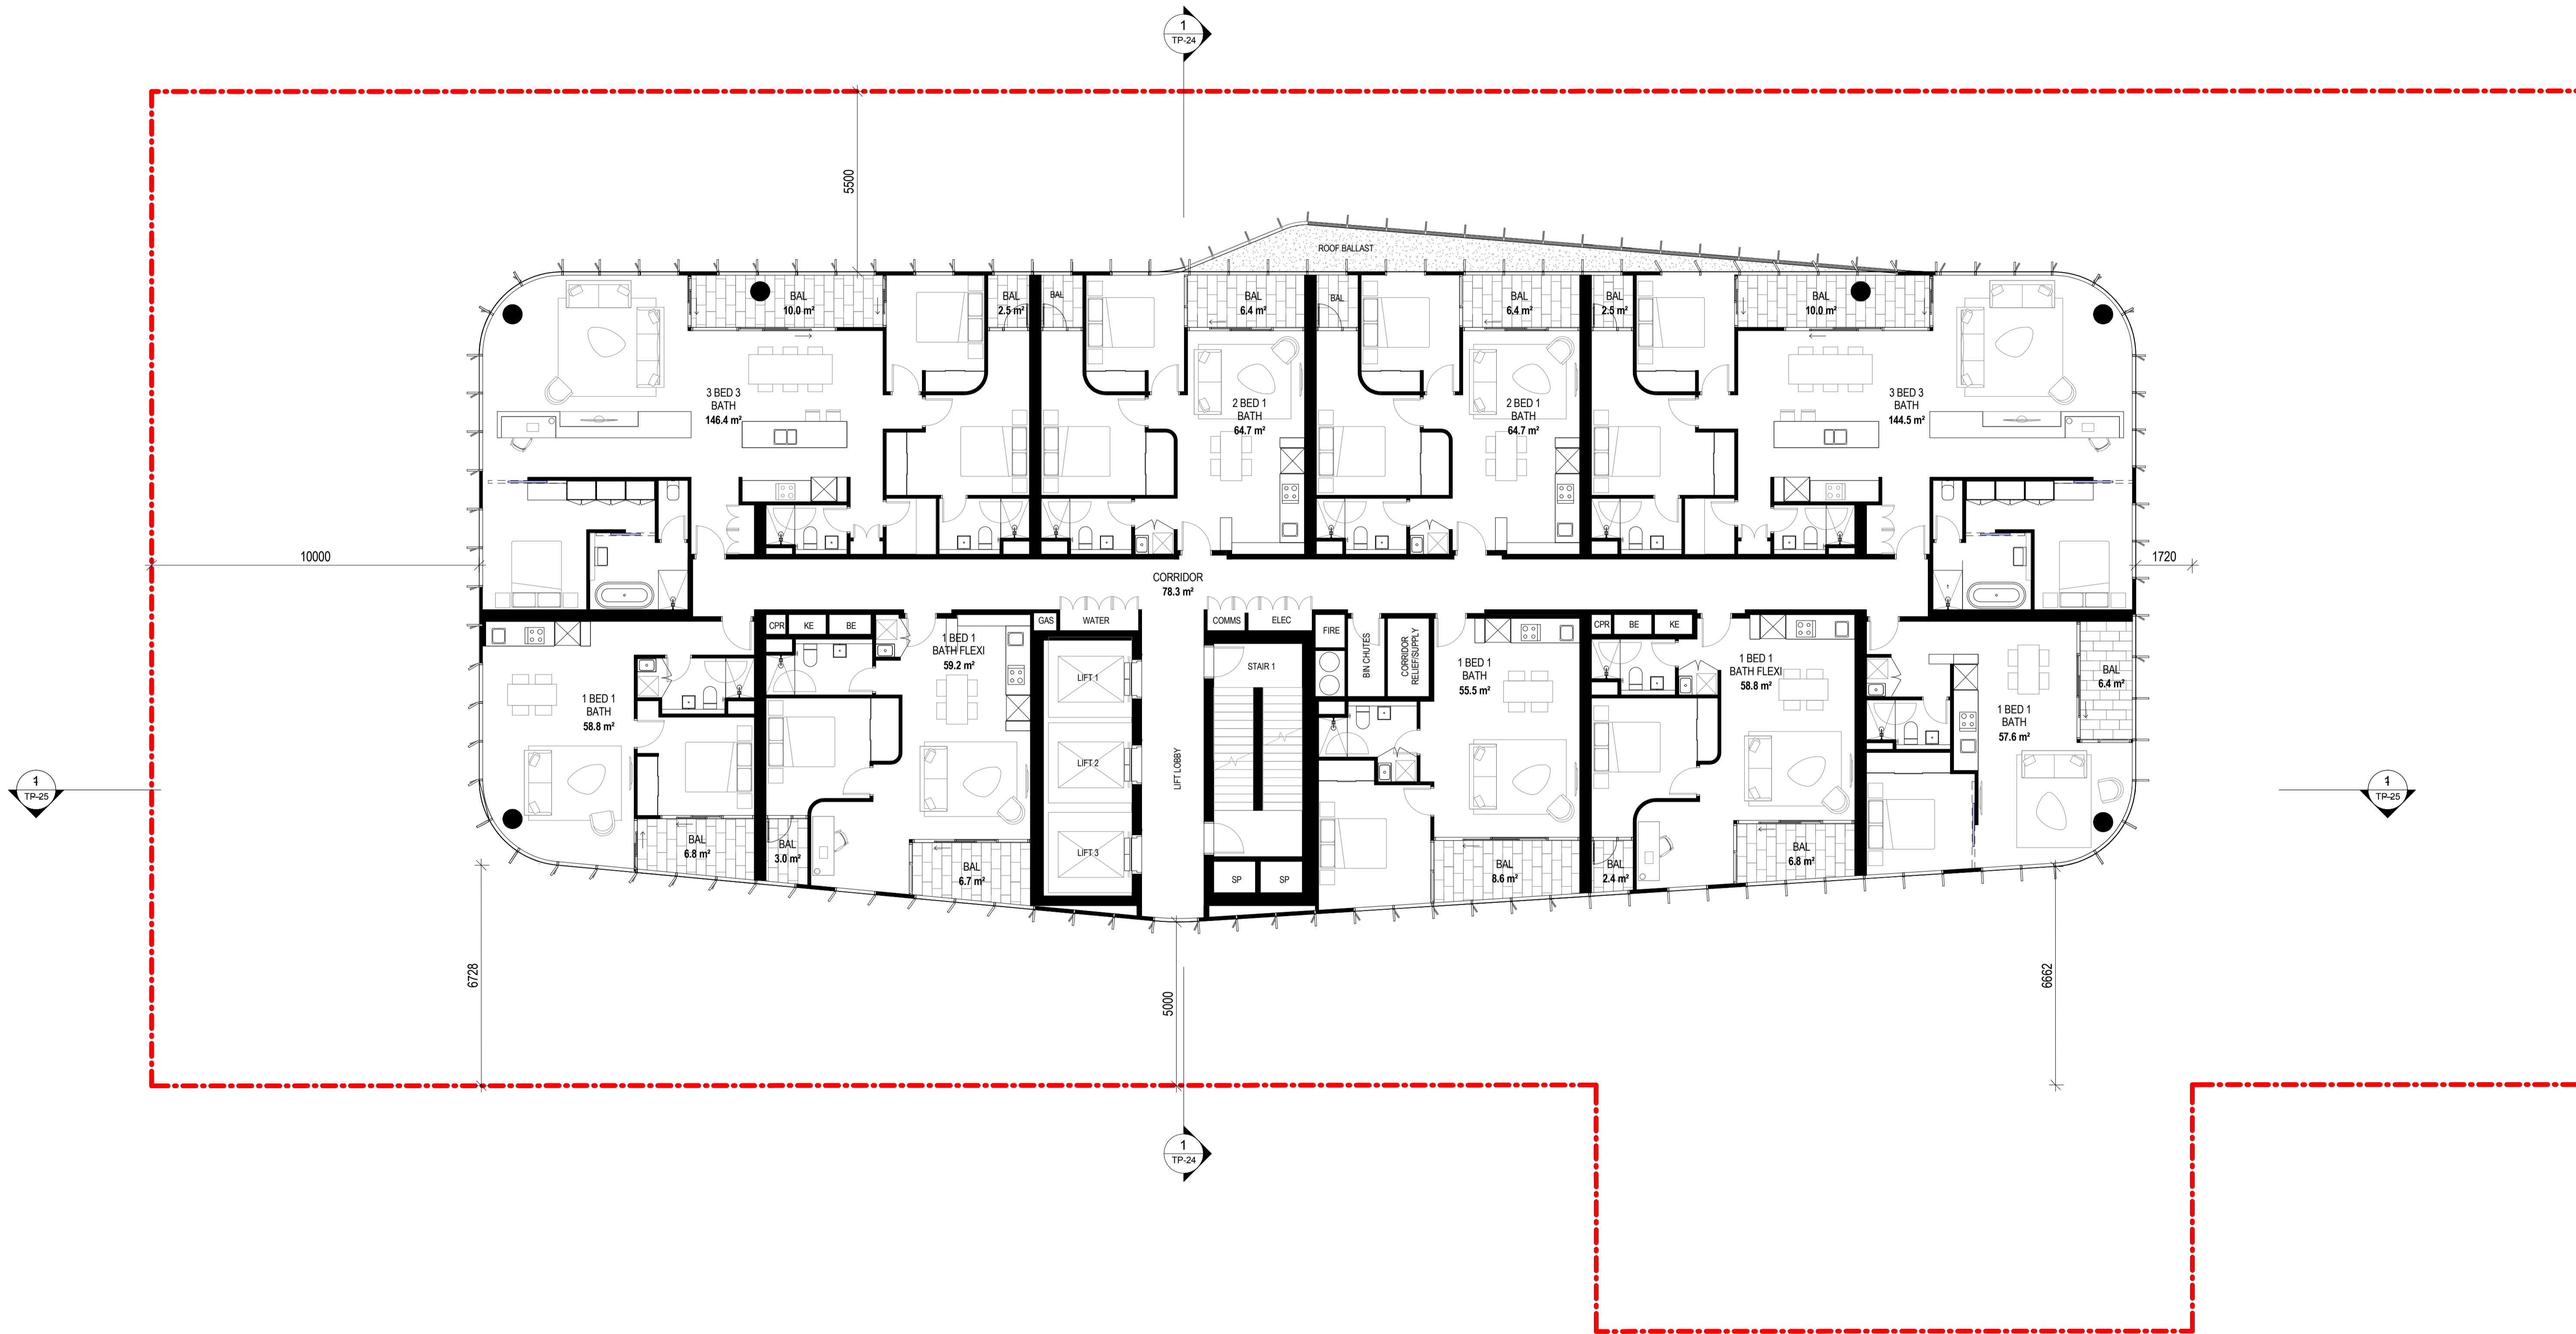 1
TP-24
5500
ROOF BALLAST
BAL
10.0 m²
BAL
2.5 m²
BAL
BAL
6.4 m²
BAL
BAL
6.4 m²
BAL
2.5 m²
BAL
10.0 m²
3 BED 3
BATH
146.4 m²
2 BED 1
BATH
64.7 m²
2 BED 1
BATH
64.7 m²
3 BED 3
BATH
144.5 m²
10000
CORRIDOR
78.3 m²
1720
CPR
KE
BE
GAS
WATER
COMMS
ELEC
FIRE
BIN CHUTES
CORRIDOR
RELIEF/SUPPLY
CPR
BE
KE
1 BED 1
BATH FLEXI
59.2 m²
LIFT 1
STAIR 1
1 BED 1
BATH
55.5 m²
1 BED 1
BATH FLEXI
58.8 m²
BAL
6.4 m²
1 BED 1
BATH
58.8 m²
1 BED 1
BATH
57.6 m²
LIFT 2
LIFT LOBBY
1
TP-25
1
TP-25
BAL
6.8 m²
BAL
3.0 m²
BAL
6.7 m²
LIFT 3
SP
SP
BAL
8.6 m²
BAL
2.4 m²
BAL
6.8 m²
6728
5000
6662
1
TP-24